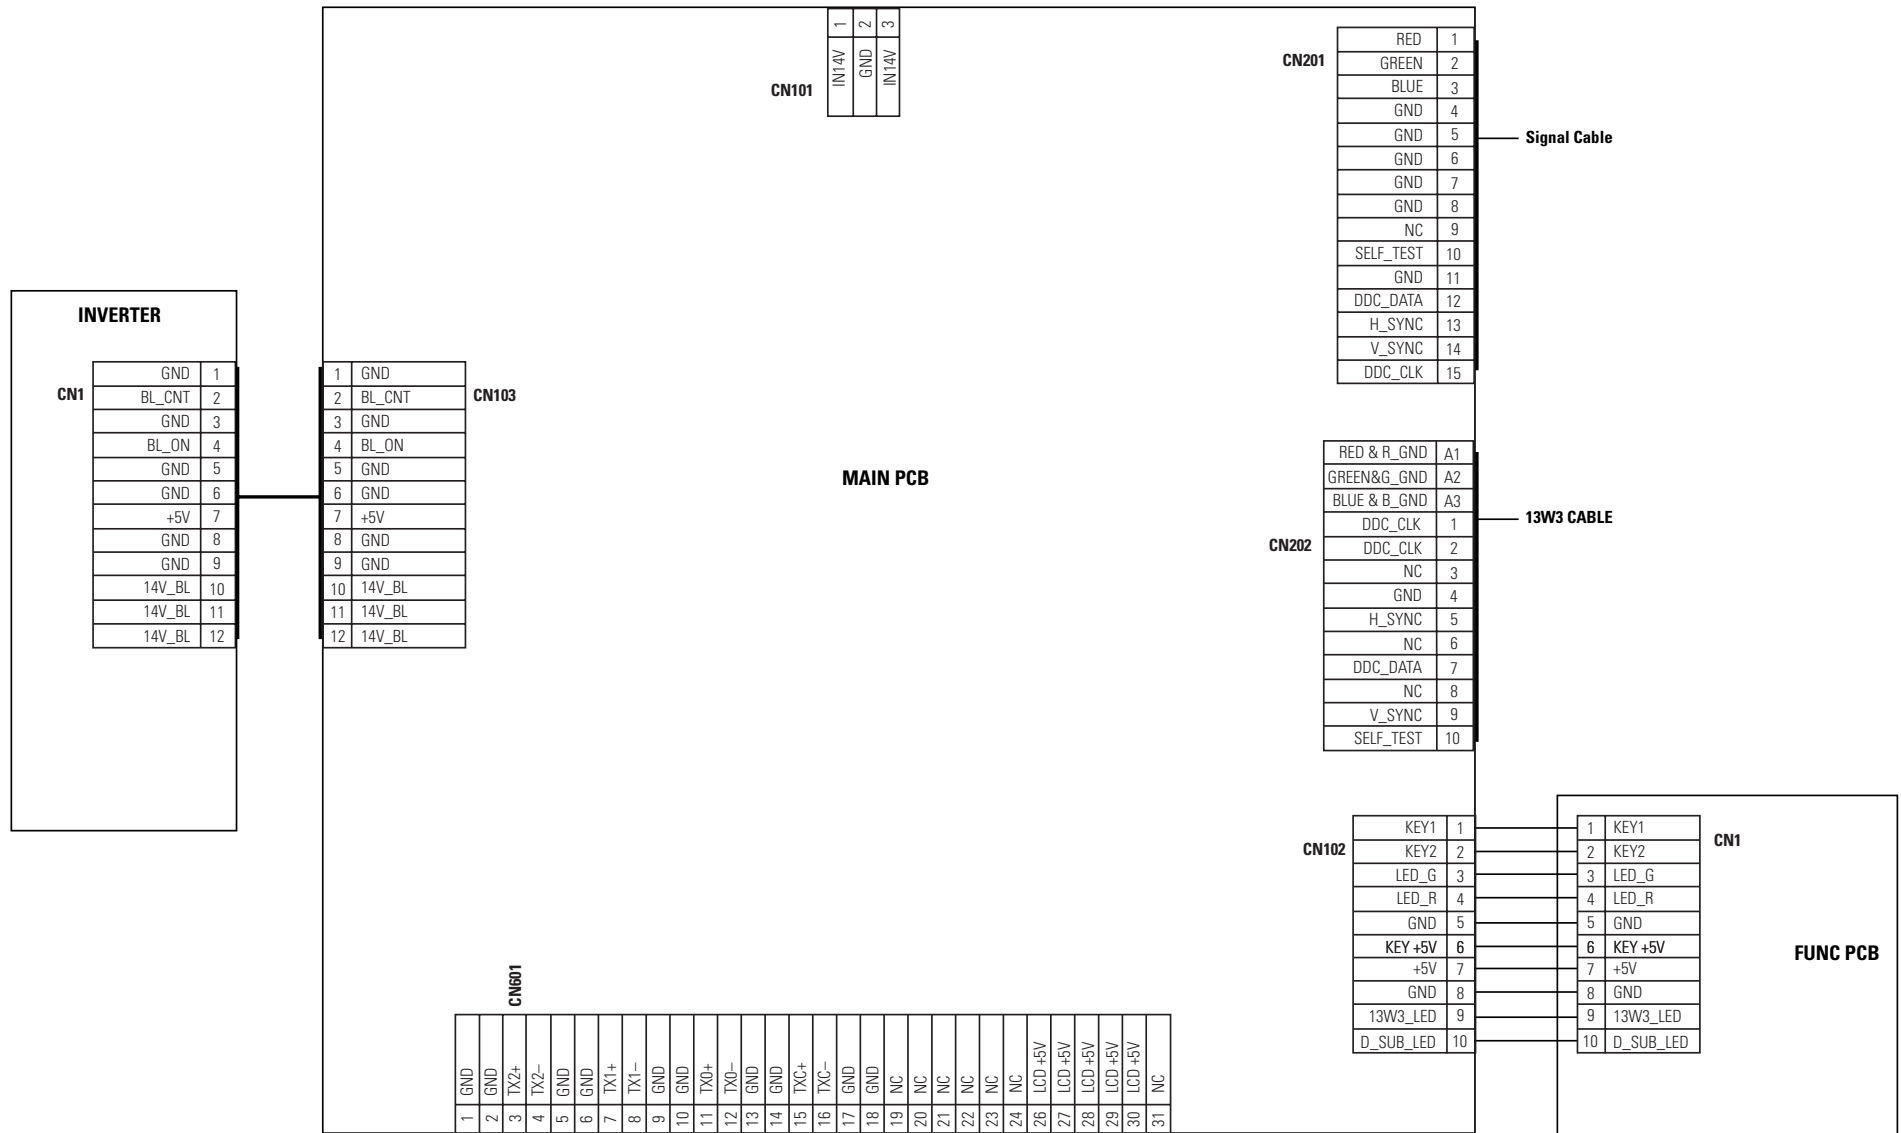 CN101
1 IN14V
2 GND
3 IN14V
CN201
RED 1
GREEN 2
BLUE 3
GND 4
GND 5
GND 6
GND 7
GND 8
NC 9
SELF_TEST 10
GND 11
DDC_DATA 12
H_SYNC 13
V_SYNC 14
DDC_CLK 15
Signal Cable
INVERTER
CN1
GND 1
BL_CNT 2
GND 3
BL_ON 4
GND 5
GND 6
+5V 7
GND 8
GND 9
14V_BL 10
14V_BL 11
14V_BL 12
1 GND
2 BL_CNT
3 GND
4 BL_ON
5 GND
6 GND
7 +5V
8 GND
9 GND
10 14V_BL
11 14V_BL
12 14V_BL
CN103
MAIN PCB
CN202
RED & R_GND A1
GREEN&G_GND A2
BLUE & B_GND A3
DDC_CLK 1
DDC_CLK 2
NC 3
GND 4
H_SYNC 5
NC 6
DDC_DATA 7
NC 8
V_SYNC 9
SELF_TEST 10
13W3 CABLE
CN102
KEY1 1
KEY2 2
LED_G 3
LED_R 4
GND 5
KEY +5V 6
+5V 7
GND 8
13W3_LED 9
D_SUB_LED 10
1 KEY1
2 KEY2
3 LED_G
4 LED_R
5 GND
6 KEY +5V
7 +5V
8 GND
9 13W3_LED
10 D_SUB_LED
CN1
FUNC PCB
CN601
1 GND
2 GND
3 TX2+
4 TX2–
5 GND
6 GND
7 TX1+
8 TX1–
9 GND
10 GND
11 TX0+
12 TX0–
13 GND
14 GND
15 TXC+
16 TXC–
17 GND
18 GND
19 NC
20 NC
21 NC
22 NC
23 NC
24 NC
26 LCD +5V
27 LCD +5V
28 LCD +5V
29 LCD +5V
30 LCD +5V
31 NC